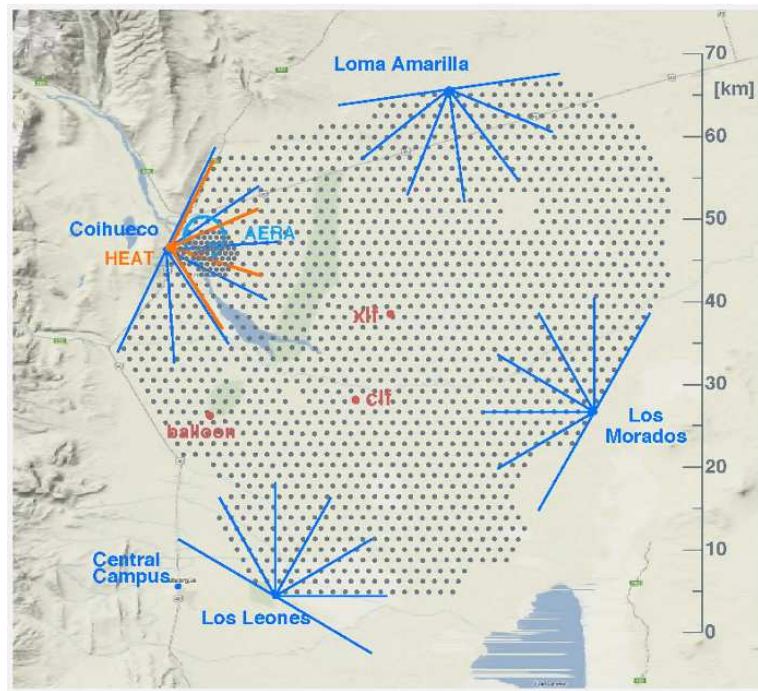 70
Loma Amarilla
[km]
60
Coihueco
AERA
50
HEAT
40
xlf
30
clf
balloon
Los
Morados
20
10
Central
Campus
Los Leones
0